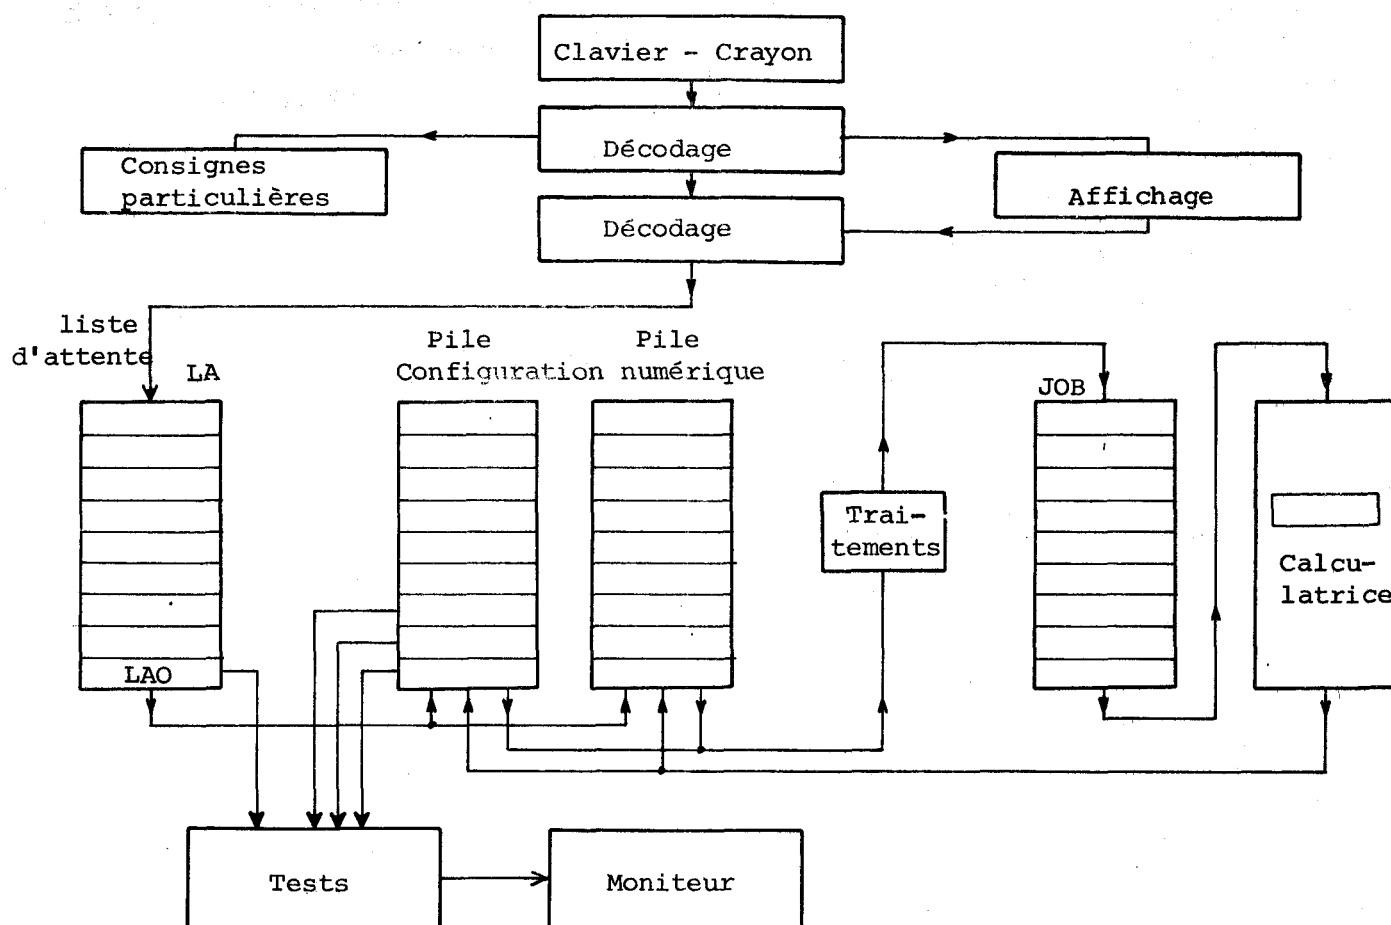 Clavier - Crayon
Décodage
Consignes
particulières
Affichage
Décodage
liste
d'attente
LA
Pile
Pile
Configuration numérique
JOB
Trai-
tements
Calcu-
latrice
LAO
Tests
Moniteur